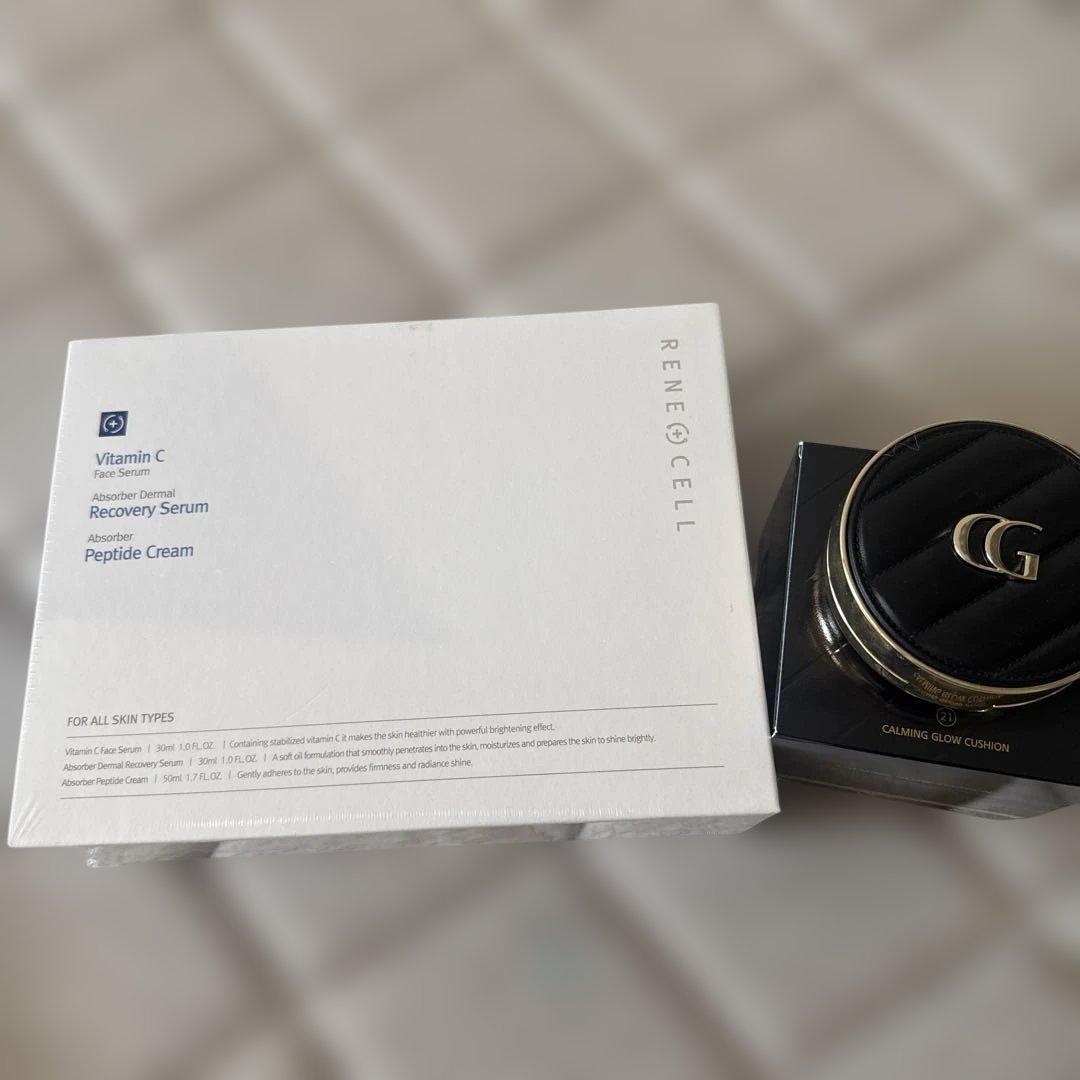 RENE CELL
Vitamin C
Face Serum
Absorber Dermal
Recovery Serum
Absorber
Peptide Cream
FOR ALL SKIN TYPES
Vitamin C Face Serum | 30ml 1.0 FL.OZ. | Containing stabilized vitamin C it makes the skin healthier with powerful brightening effect.
Absorber Dermal Recovery Serum | 30ml 1.0 FL.OZ. | A soft oil formulation that smoothly penetrates into the skin, moisturizes and prepares the skin to shine brightly.
Absorber Peptide Cream | 50ml 1.7 FL.OZ. | Gently adheres to the skin, provides firmness and radiance shine.
CG
21
CALMING GLOW CUSHION